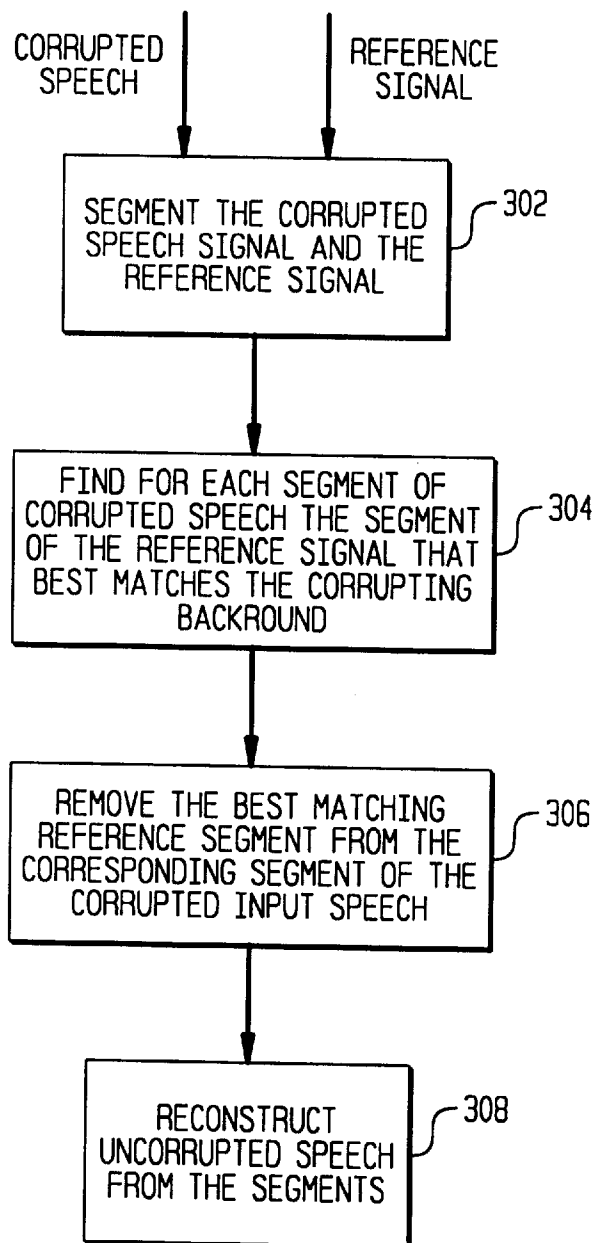 CORRUPTED
SPEECH
REFERENCE
SIGNAL
SEGMENT THE CORRUPTED
SPEECH SIGNAL AND THE
REFERENCE SIGNAL
302
FIND FOR EACH SEGMENT OF
CORRUPTED SPEECH THE SEGMENT
OF THE REFERENCE SIGNAL THAT
BEST MATCHES THE CORRUPTING
BACKROUND
304
REMOVE THE BEST MATCHING
REFERENCE SEGMENT FROM THE
CORRESPONDING SEGMENT OF THE
CORRUPTED INPUT SPEECH
306
RECONSTRUCT
UNCORRUPTED SPEECH
FROM THE SEGMENTS
308